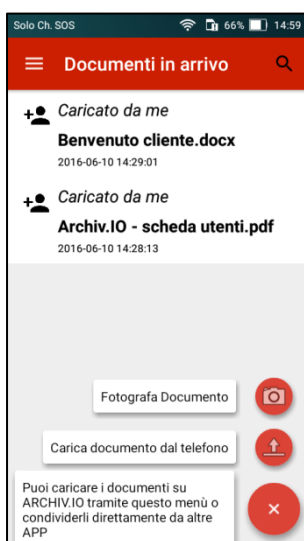 Solo Ch. SOS 66% 14:59
Documenti in arrivo
Caricato da me
Benvenuto cliente.docx
2016-06-10 14:29:01
Caricato da me
Archiv.IO - scheda utenti.pdf
2016-06-10 14:28:13
Fotografa Documento
Carica documento dal telefono
Puoi caricare i documenti su
ARCHIV.IO tramite questo menù o
condividerli direttamente da altre
APP